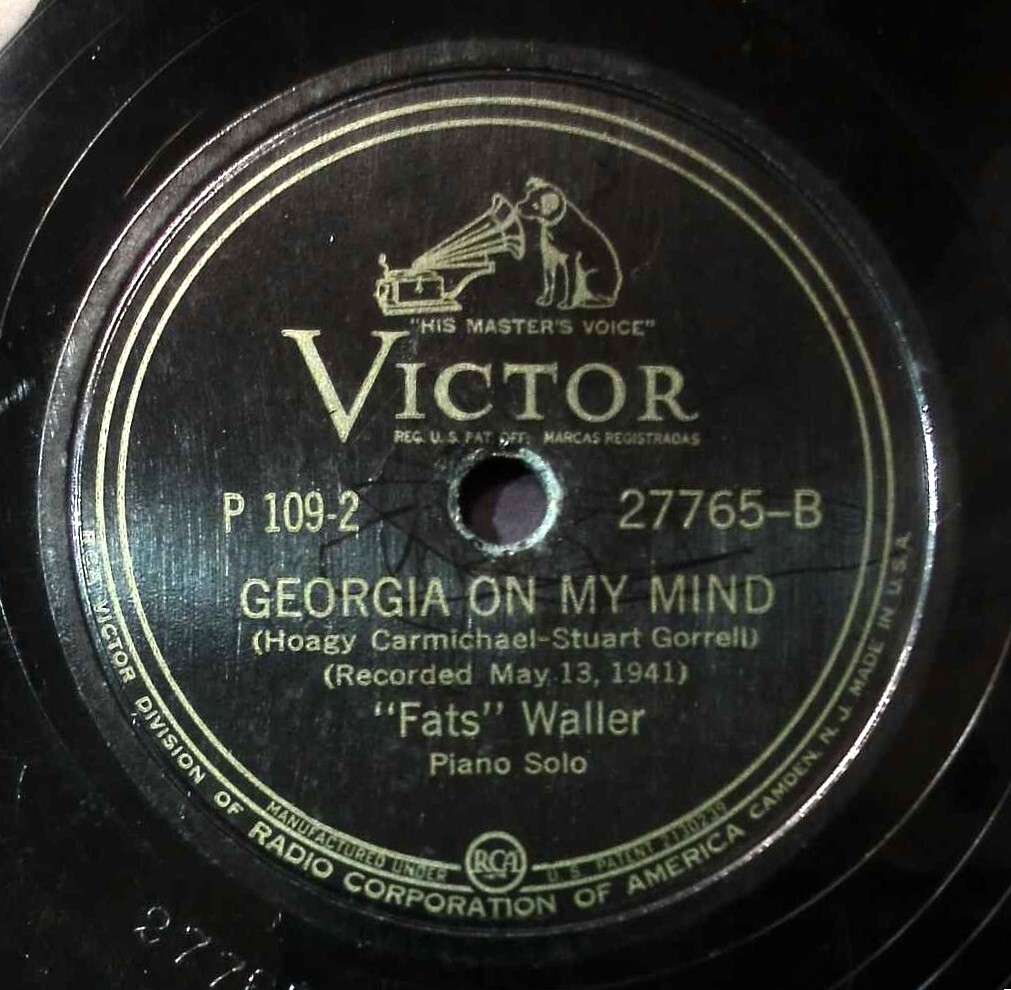 "HIS MASTER'S VOICE"
VICTOR
REG. U. S. PAT. OFF. MARCAS REGISTRADAS
P 109-2
27765-B
GEORGIA ON MY MIND
(Hoagy Carmichael-Stuart Gorrell)
(Recorded May 13, 1941)
"Fats" Waller
Piano Solo
MANUFACTURED UNDER RCA U. S. PATENT 2130239
RCA VICTOR DIVISION OF RADIO CORPORATION OF AMERICA CAMDEN, N. J. MADE IN U. S. A.